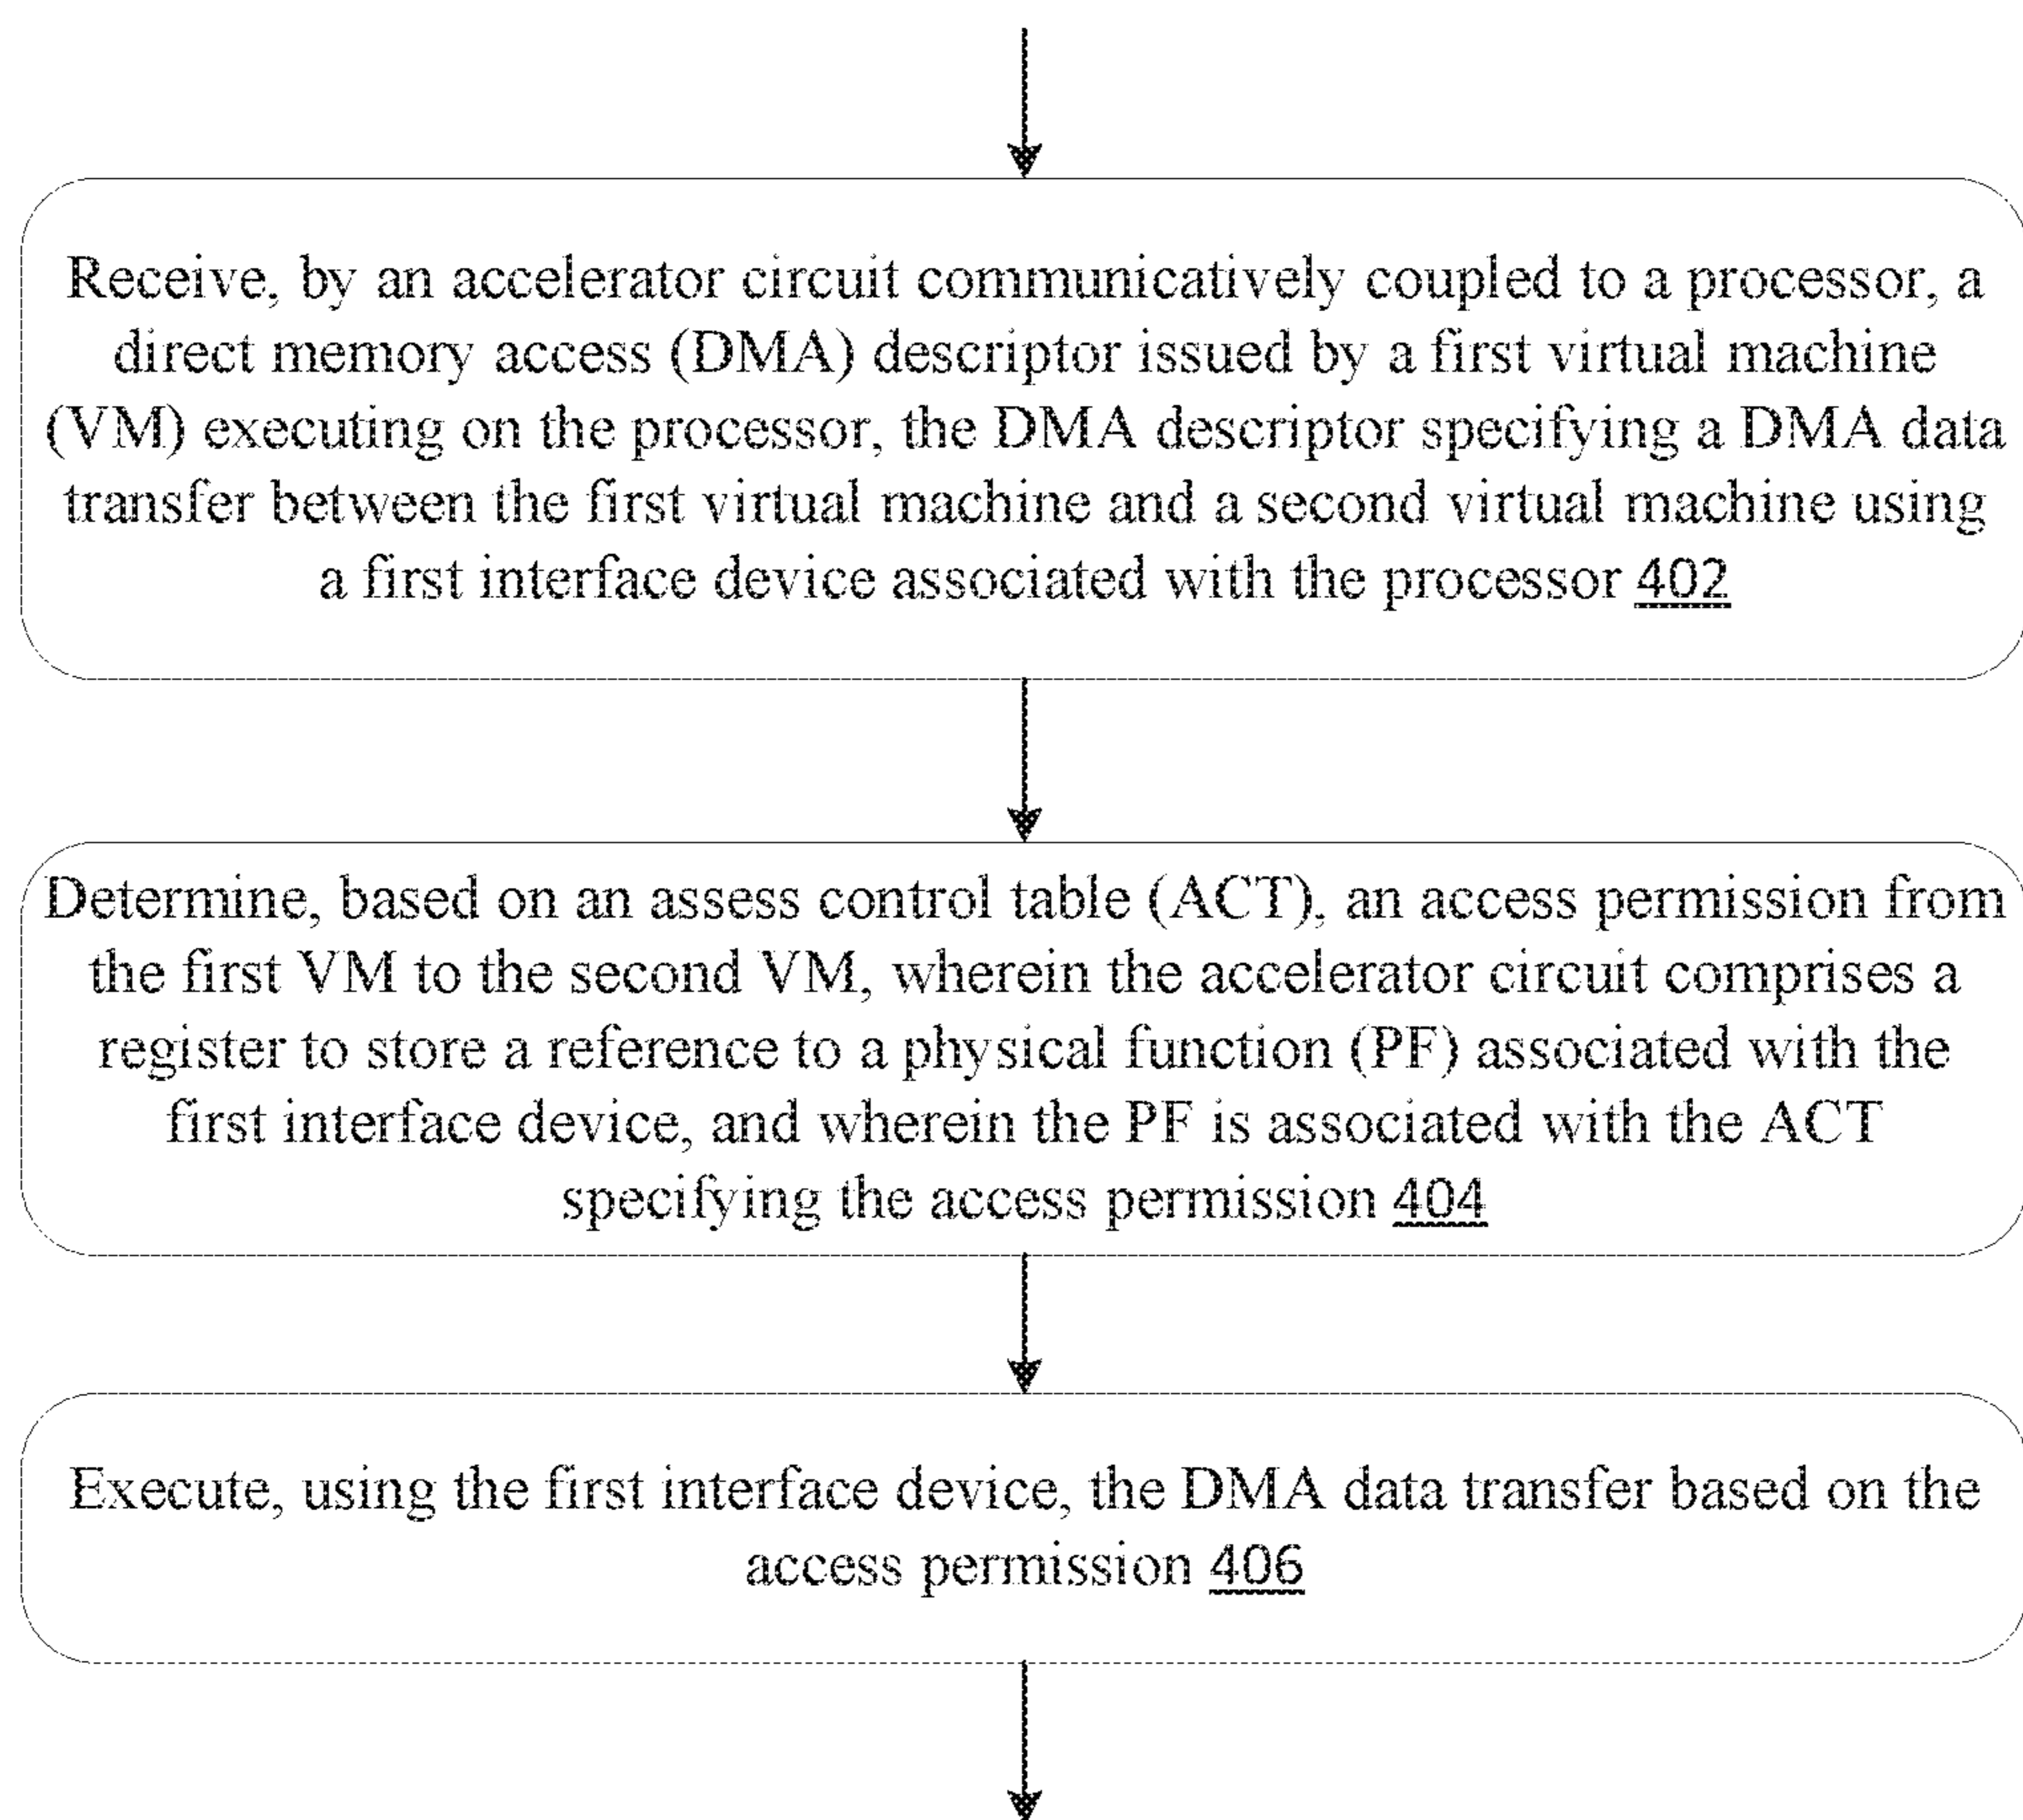 Receive, by an accelerator circuit communicatively coupled to a processor, a
direct memory access (DMA) descriptor issued by a first virtual machine
(VM) executing on the processor, the DMA descriptor specifying a DMA data
transfer between the first virtual machine and a second virtual machine using
a first interface device associated with the processor 402
Determine, based on an assess control table (ACT), an access permission from
the first VM to the second VM, wherein the accelerator circuit comprises a
register to store a reference to a physical function (PF) associated with the
first interface device, and wherein the PF is associated with the ACT
specifying the access permission 404
Execute, using the first interface device, the DMA data transfer based on the
access permission 406